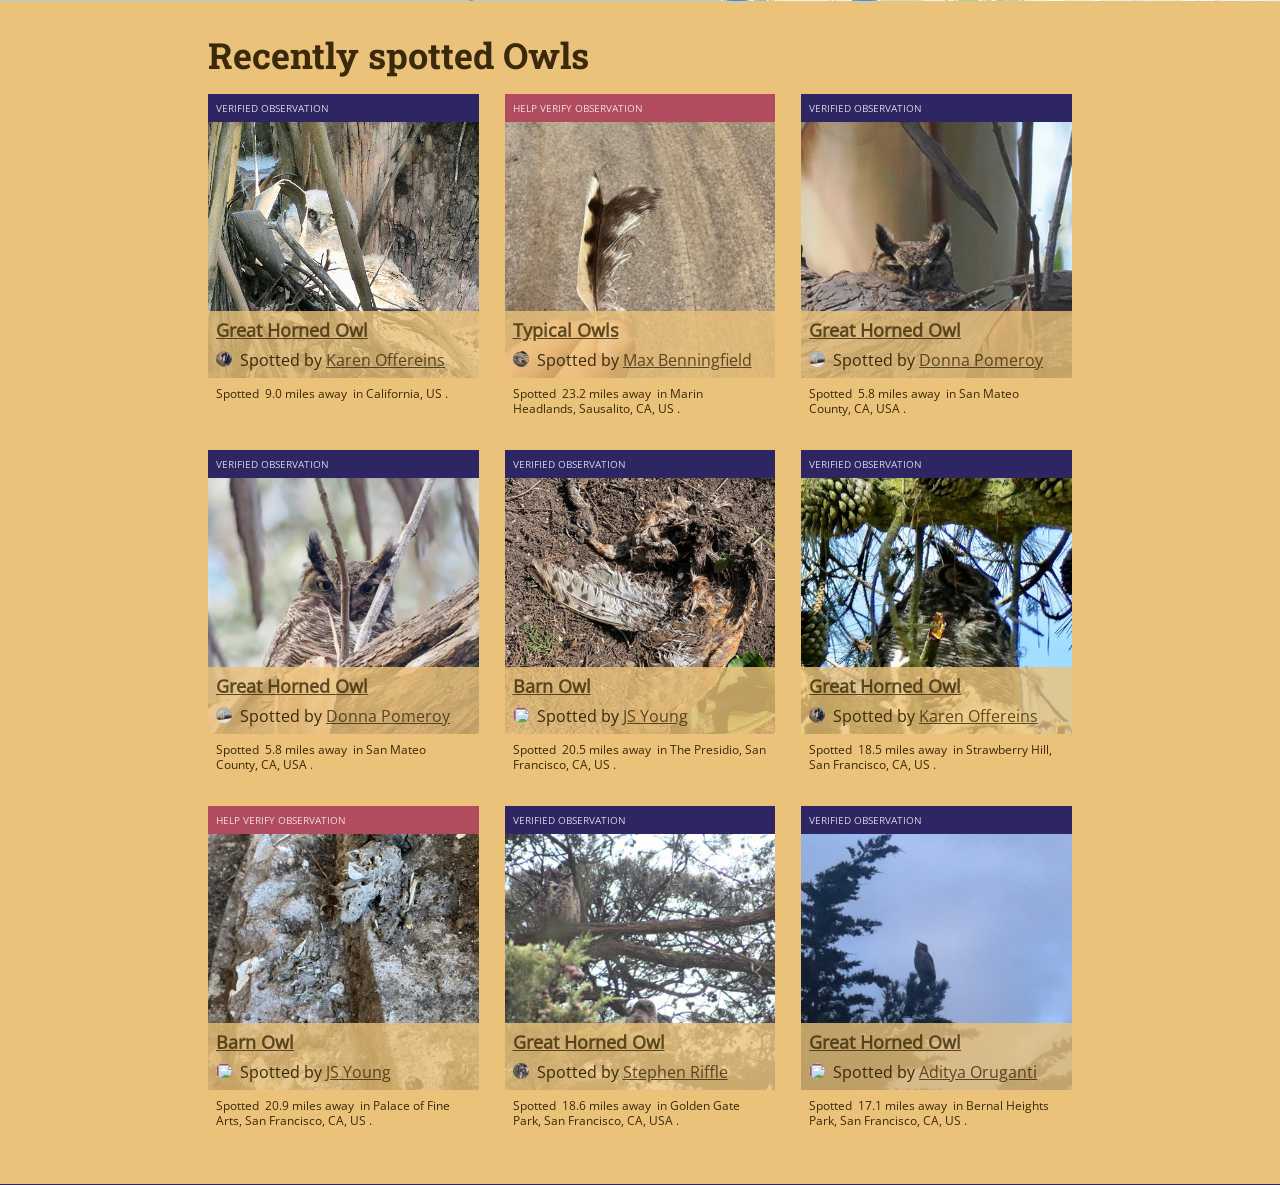 Recently spotted Owls
VERIFIED OBSERVATION
Great Horned Owl
Spotted by Karen Offereins
Spotted 9.0 miles away in California, US .
HELP VERIFY OBSERVATION
Typical Owls
Spotted by Max Benningfield
Spotted 23.2 miles away in Marin
Headlands, Sausalito, CA, US .
VERIFIED OBSERVATION
Great Horned Owl
Spotted by Donna Pomeroy
Spotted 5.8 miles away in San Mateo
County, CA, USA .
VERIFIED OBSERVATION
Great Horned Owl
Spotted by Donna Pomeroy
Spotted 5.8 miles away in San Mateo
County, CA, USA .
VERIFIED OBSERVATION
Barn Owl
Spotted by JS Young
Spotted 20.5 miles away in The Presidio, San
Francisco, CA, US .
VERIFIED OBSERVATION
Great Horned Owl
Spotted by Karen Offereins
Spotted 18.5 miles away in Strawberry Hill,
San Francisco, CA, US .
HELP VERIFY OBSERVATION
Barn Owl
Spotted by JS Young
Spotted 20.9 miles away in Palace of Fine
Arts, San Francisco, CA, US .
VERIFIED OBSERVATION
Great Horned Owl
Spotted by Stephen Riffle
Spotted 18.6 miles away in Golden Gate
Park, San Francisco, CA, USA .
VERIFIED OBSERVATION
Great Horned Owl
Spotted by Aditya Oruganti
Spotted 17.1 miles away in Bernal Heights
Park, San Francisco, CA, US .